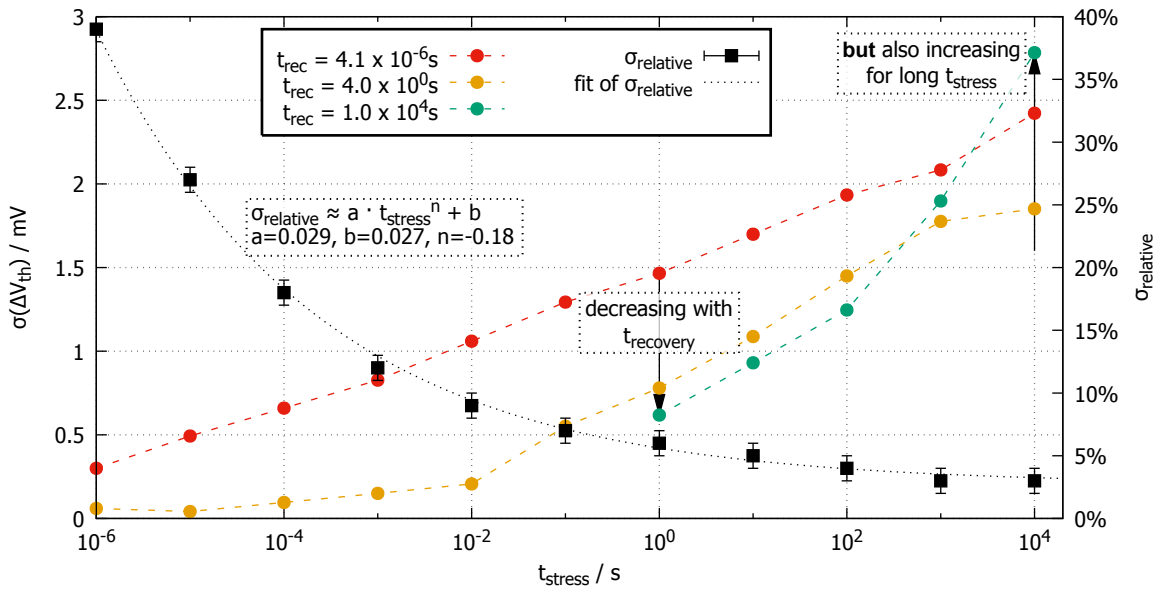 3
2.5
2
1.5
1
0.5
0
σ(ΔV_th) / mV
t_rec = 4.1 x 10^-6s
t_rec = 4.0 x 10^0s
t_rec = 1.0 x 10^4s
σ_relative
fit of σ_relative
but also increasing
for long t_stress
σ_relative ≈ a · t_stress^n + b
a=0.029, b=0.027, n=-0.18
decreasing with
t_recovery
40%
35%
30%
25%
20%
15%
10%
5%
0%
σ_relative
10^-6
10^-4
10^-2
10^0
10^2
10^4
t_stress / s